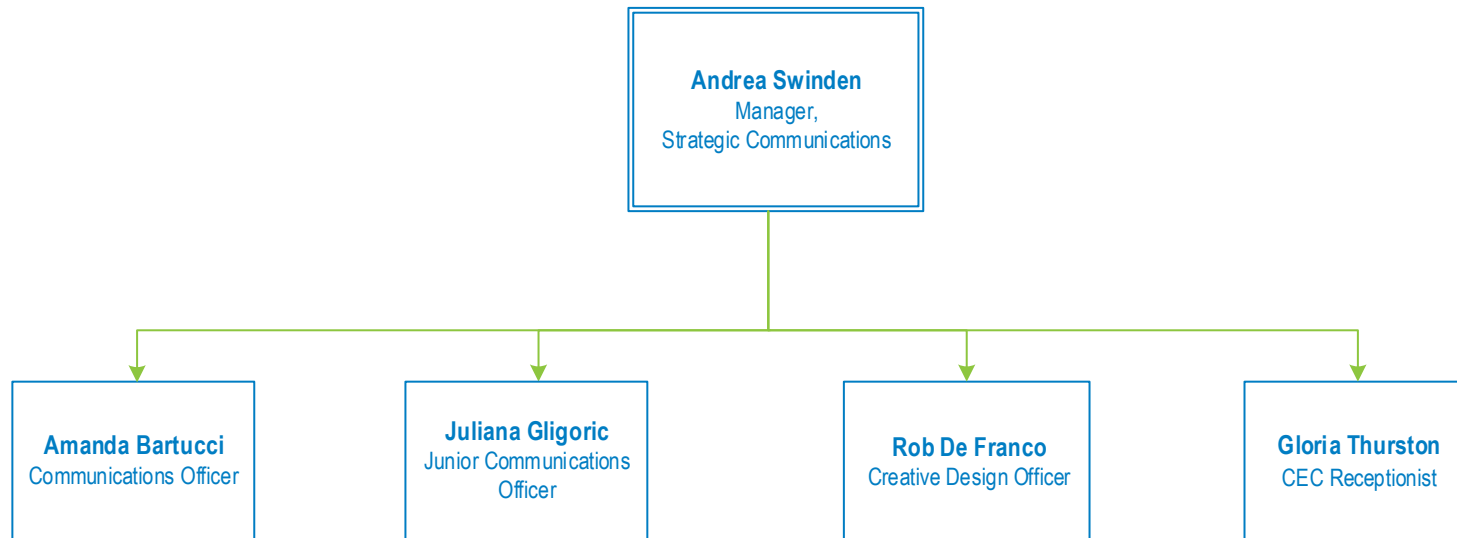 Andrea Swinden
Manager,
Strategic Communications
Amanda Bartucci
Communications Officer
Juliana Gligoric
Junior Communications
Officer
Rob De Franco
Creative Design Officer
Gloria Thurston
CEC Receptionist